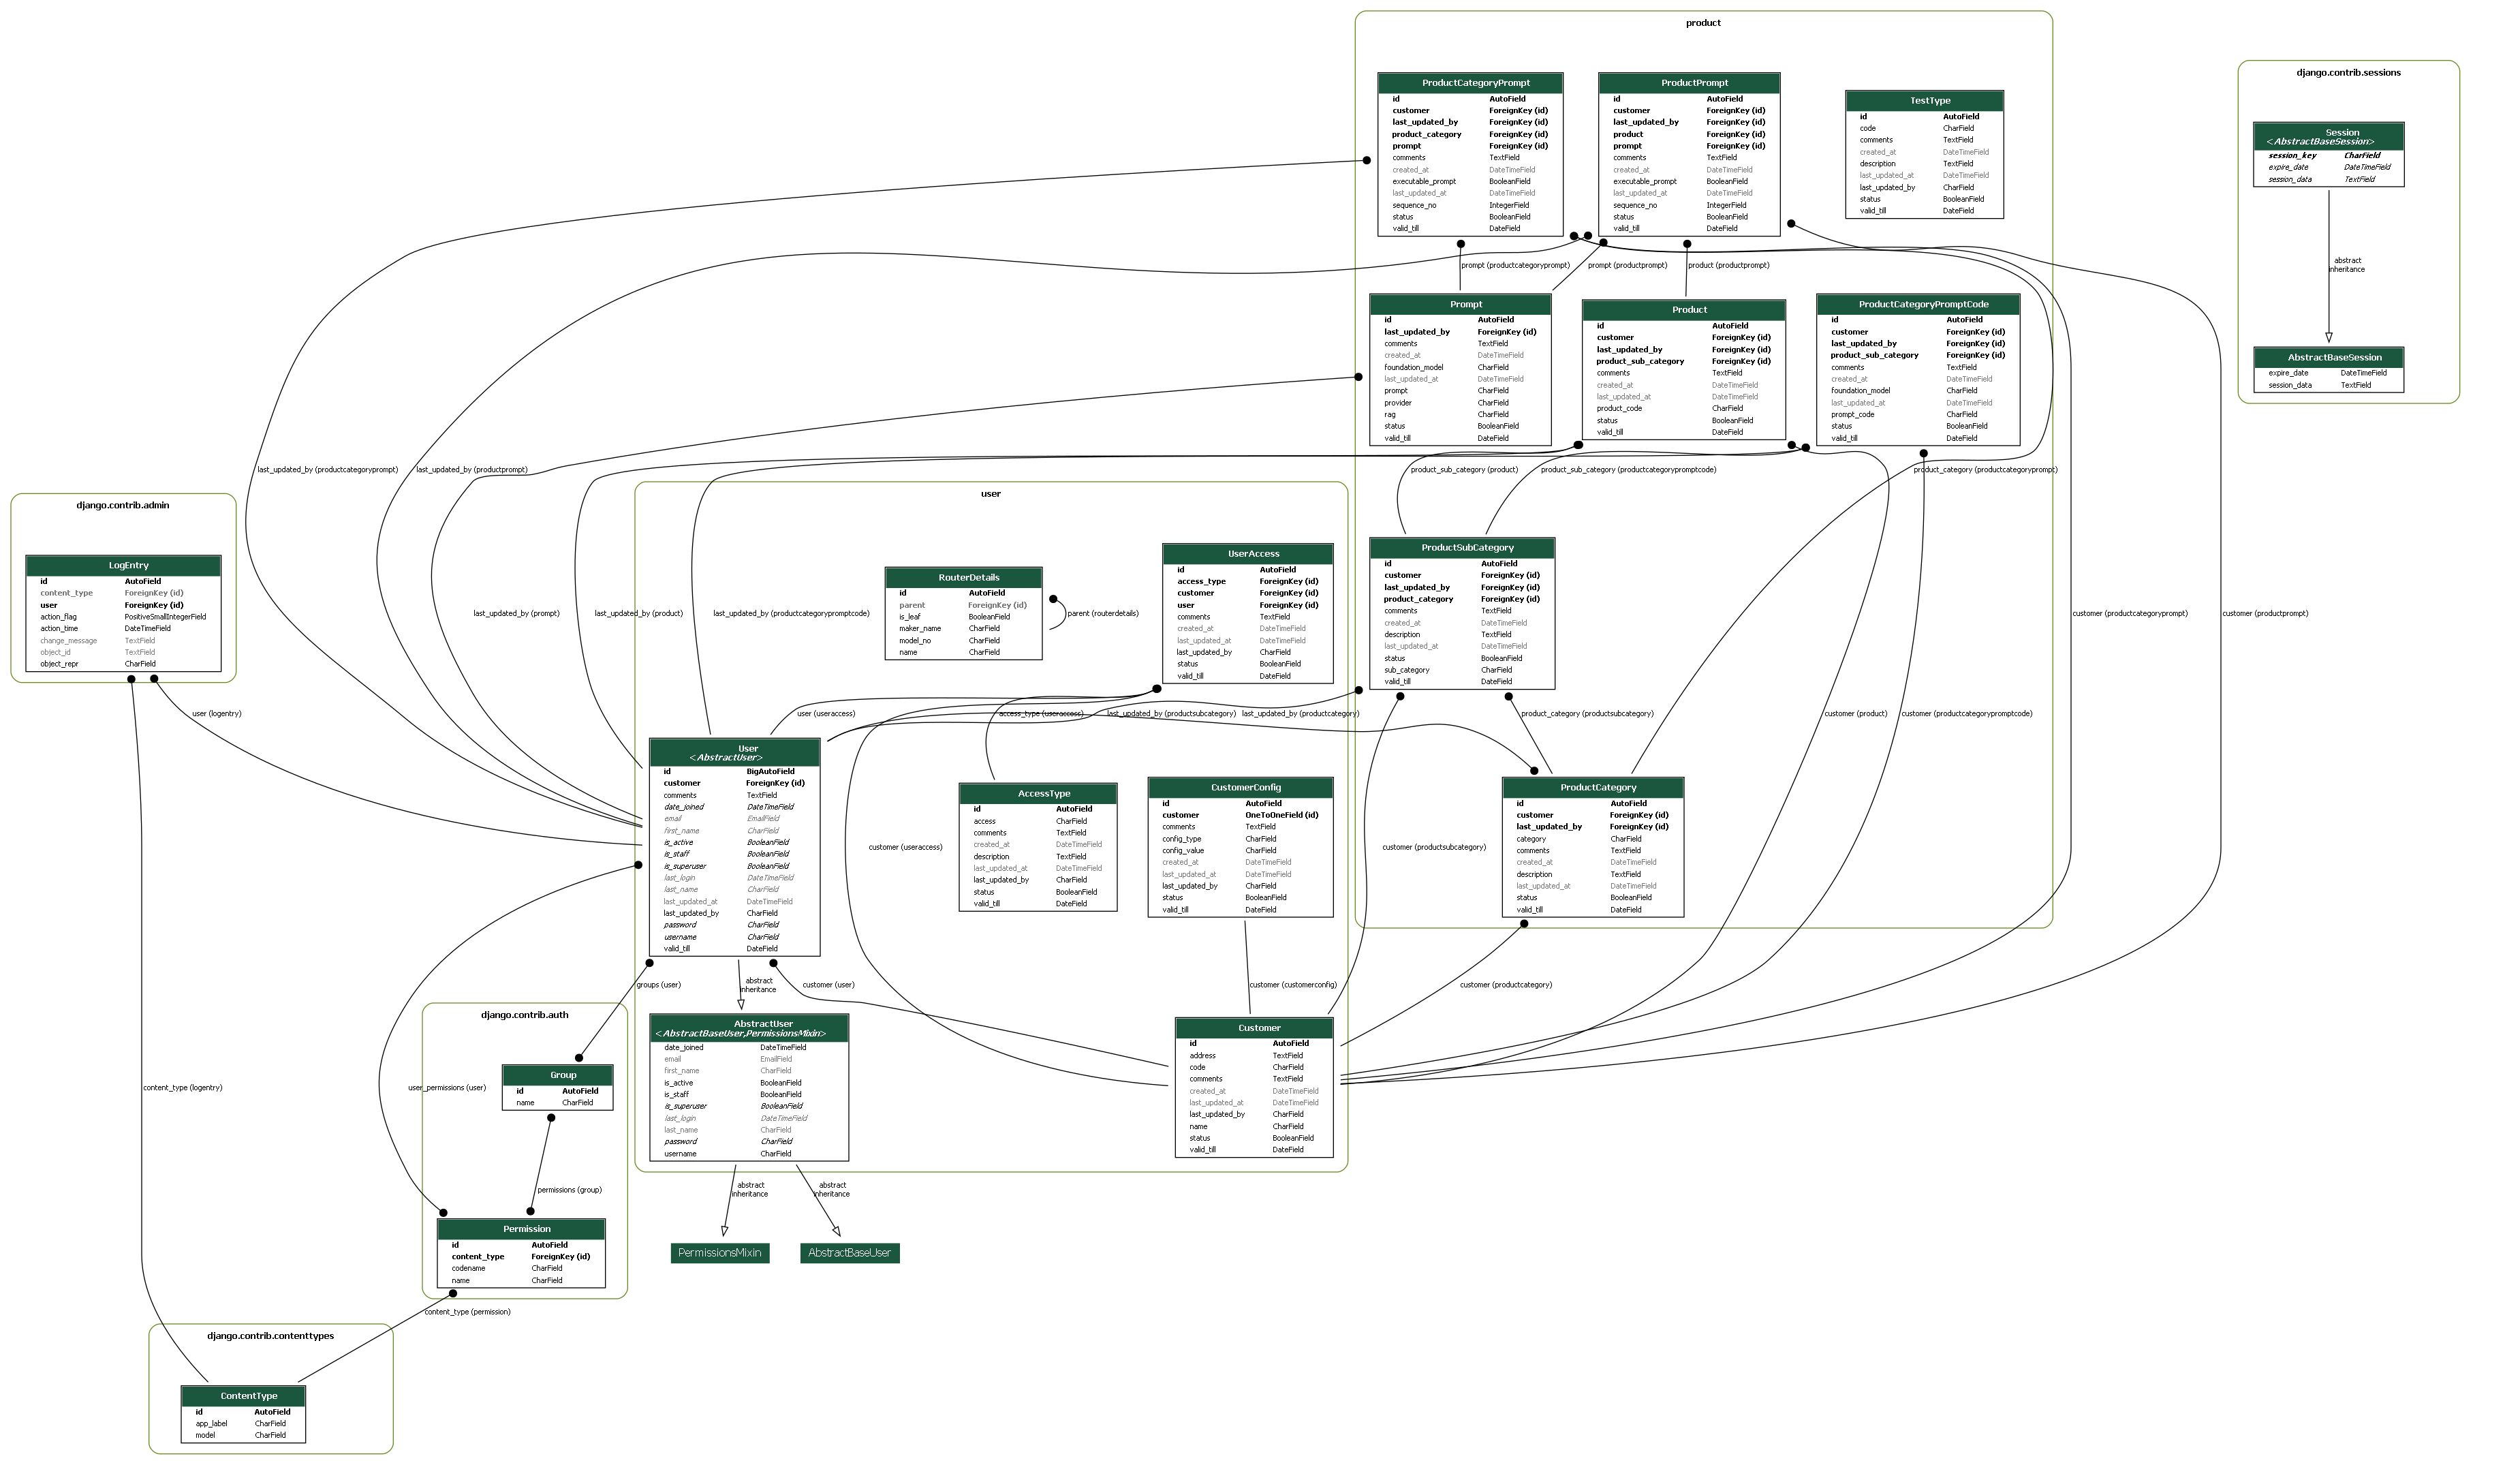 product
ProductCategoryPrompt
id AutoField
customer ForeignKey (id)
last_updated_by ForeignKey (id)
product_category ForeignKey (id)
prompt ForeignKey (id)
comments TextField
created_at DateTimeField
executable_prompt BooleanField
last_updated_at DateTimeField
sequence_no IntegerField
status BooleanField
valid_till DateField
ProductPrompt
id AutoField
customer ForeignKey (id)
last_updated_by ForeignKey (id)
product ForeignKey (id)
prompt ForeignKey (id)
comments TextField
created_at DateTimeField
executable_prompt BooleanField
last_updated_at DateTimeField
sequence_no IntegerField
status BooleanField
valid_till DateField
TestType
id AutoField
code CharField
comments TextField
created_at DateTimeField
description TextField
last_updated_at DateTimeField
last_updated_by CharField
status BooleanField
valid_till DateField
django.contrib.sessions
Session
<AbstractBaseSession>
session_key CharField
expire_date DateTimeField
session_data TextField
abstract
inheritance
AbstractBaseSession
expire_date DateTimeField
session_data TextField
prompt (productcategoryprompt)
prompt (productprompt)
product (productprompt)
Prompt
id AutoField
last_updated_by ForeignKey (id)
comments TextField
created_at DateTimeField
foundation_model CharField
last_updated_at DateTimeField
prompt CharField
provider CharField
rag CharField
status BooleanField
valid_till DateField
Product
id AutoField
customer ForeignKey (id)
last_updated_by ForeignKey (id)
product_sub_category ForeignKey (id)
comments TextField
created_at DateTimeField
last_updated_at DateTimeField
product_code CharField
status BooleanField
valid_till DateField
ProductCategoryPromptCode
id AutoField
customer ForeignKey (id)
last_updated_by ForeignKey (id)
product_sub_category ForeignKey (id)
comments TextField
created_at DateTimeField
foundation_model CharField
last_updated_at DateTimeField
prompt_code CharField
status BooleanField
valid_till DateField
last_updated_by (productcategoryprompt)
last_updated_by (productprompt)
product_sub_category (product)
product_sub_category (productcategorypromptcode)
product_category (productcategoryprompt)
django.contrib.admin
LogEntry
id AutoField
content_type ForeignKey (id)
user ForeignKey (id)
action_flag PositiveSmallIntegerField
action_time DateTimeField
change_message TextField
object_id TextField
object_repr CharField
user
RouterDetails
id AutoField
parent ForeignKey (id)
is_leaf BooleanField
maker_name CharField
model_no CharField
name CharField
parent (routerdetails)
UserAccess
id AutoField
access_type ForeignKey (id)
customer ForeignKey (id)
user ForeignKey (id)
comments TextField
created_at DateTimeField
last_updated_at DateTimeField
last_updated_by CharField
status BooleanField
valid_till DateField
ProductSubCategory
id AutoField
customer ForeignKey (id)
last_updated_by ForeignKey (id)
product_category ForeignKey (id)
comments TextField
created_at DateTimeField
description TextField
last_updated_at DateTimeField
status BooleanField
sub_category CharField
valid_till DateField
last_updated_by (prompt)
last_updated_by (product)
last_updated_by (productcategorypromptcode)
customer (productcategoryprompt)
customer (productprompt)
user (logentry)
user (useraccess)
access_type (useraccess)
last_updated_by (productsubcategory)
last_updated_by (productcategory)
product_category (productsubcategory)
customer (product)
customer (productcategorypromptcode)
User
<AbstractUser>
id BigAutoField
customer ForeignKey (id)
comments TextField
date_joined DateTimeField
email EmailField
first_name CharField
is_active BooleanField
is_staff BooleanField
is_superuser BooleanField
last_login DateTimeField
last_name CharField
last_updated_at DateTimeField
last_updated_by CharField
password CharField
username CharField
valid_till DateField
AccessType
id AutoField
access CharField
comments TextField
created_at DateTimeField
description TextField
last_updated_at DateTimeField
last_updated_by CharField
status BooleanField
valid_till DateField
CustomerConfig
id AutoField
customer OneToOneField (id)
comments TextField
config_type CharField
config_value CharField
created_at DateTimeField
last_updated_at DateTimeField
last_updated_by CharField
status BooleanField
valid_till DateField
ProductCategory
id AutoField
customer ForeignKey (id)
last_updated_by ForeignKey (id)
category CharField
comments TextField
created_at DateTimeField
description TextField
last_updated_at DateTimeField
status BooleanField
valid_till DateField
customer (useraccess)
customer (productsubcategory)
groups (user)
abstract
inheritance
customer (user)
customer (customerconfig)
customer (productcategory)
django.contrib.auth
Group
id AutoField
name CharField
AbstractUser
<AbstractBaseUser,PermissionsMixin>
date_joined DateTimeField
email EmailField
first_name CharField
is_active BooleanField
is_staff BooleanField
is_superuser BooleanField
last_login DateTimeField
last_name CharField
password CharField
username CharField
Customer
id AutoField
address TextField
code CharField
comments TextField
created_at DateTimeField
last_updated_at DateTimeField
last_updated_by CharField
name CharField
status BooleanField
valid_till DateField
content_type (logentry)
user_permissions (user)
permissions (group)
abstract
inheritance
abstract
inheritance
Permission
id AutoField
content_type ForeignKey (id)
codename CharField
name CharField
PermissionsMixin
AbstractBaseUser
content_type (permission)
django.contrib.contenttypes
ContentType
id AutoField
app_label CharField
model CharField